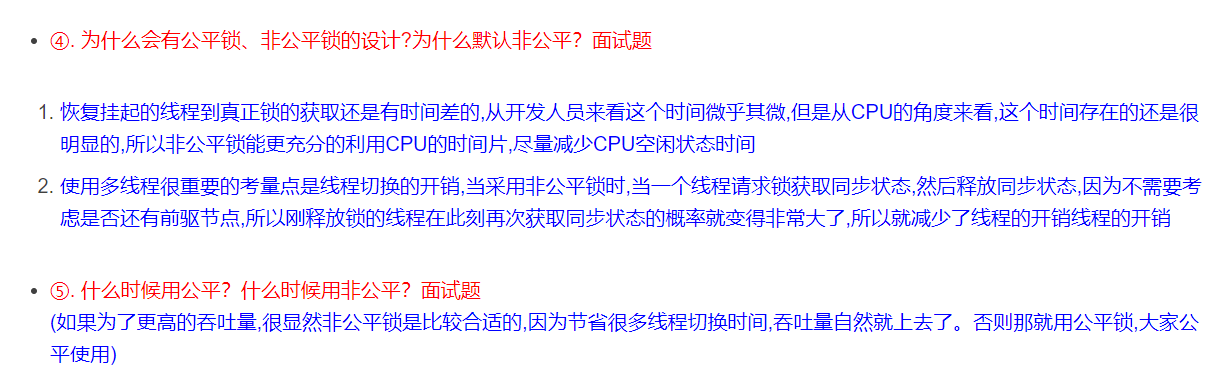 ④. 为什么会有公平锁、非公平锁的设计?为什么默认非公平？面试题
1. 恢复挂起的线程到真正锁的获取还是有时间差的,从开发人员来看这个时间微乎其微,但是从CPU的角度来看,这个时间存在的还是很
明显的,所以非公平锁能更充分的利用CPU的时间片,尽量减少CPU空闲状态时间
2. 使用多线程很重要的考量点是线程切换的开销,当采用非公平锁时,当一个线程请求锁获取同步状态,然后释放同步状态,因为不需要考
虑是否还有前驱节点,所以刚释放锁的线程在此刻再次获取同步状态的概率就变得非常大了,所以就减少了线程的开销线程的开销
⑤. 什么时候用公平？什么时候用非公平？面试题
(如果为了更高的吞吐量,很显然非公平锁是比较合适的,因为节省很多线程切换时间,吞吐量自然就上去了。否则那就用公平锁,大家公
平使用)